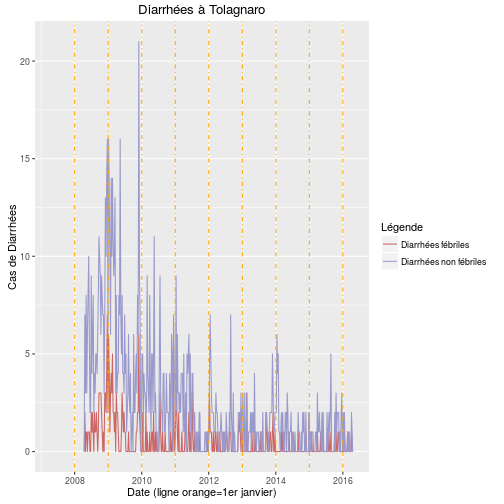 Diarrhées à Tolagnaro
Cas de Diarrhées
20
15
10
5
0
2008
2010
2012
2014
2016
Date (ligne orange=1er janvier)
Légende
Diarrhées fébriles
Diarrhées non fébriles